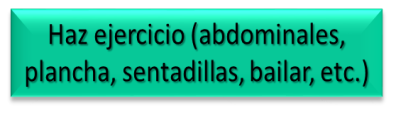 Haz ejercicio (abdominales,
plancha, sentadillas, bailar, etc.)